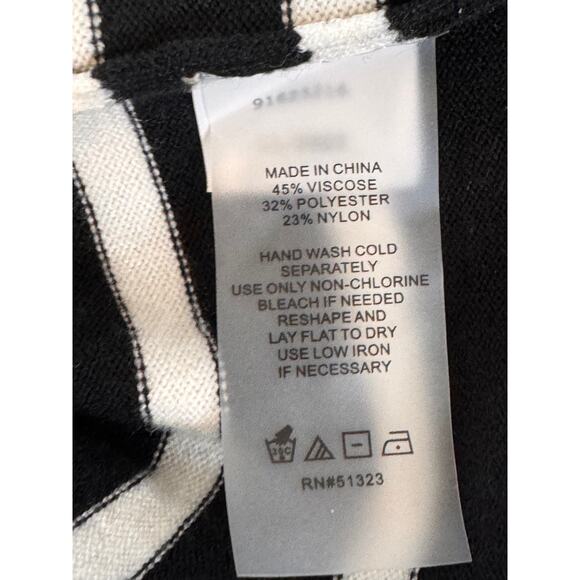 MADE IN CHINA
45% VISCOSE
32% POLYESTER
23% NYLON
HAND WASH COLD
SEPARATELY
USE ONLY NON-CHLORINE
BLEACH IF NEEDED
RESHAPE AND
LAY FLAT TO DRY
USE LOW IRON
IF NECESSARY
30C
RN#51323